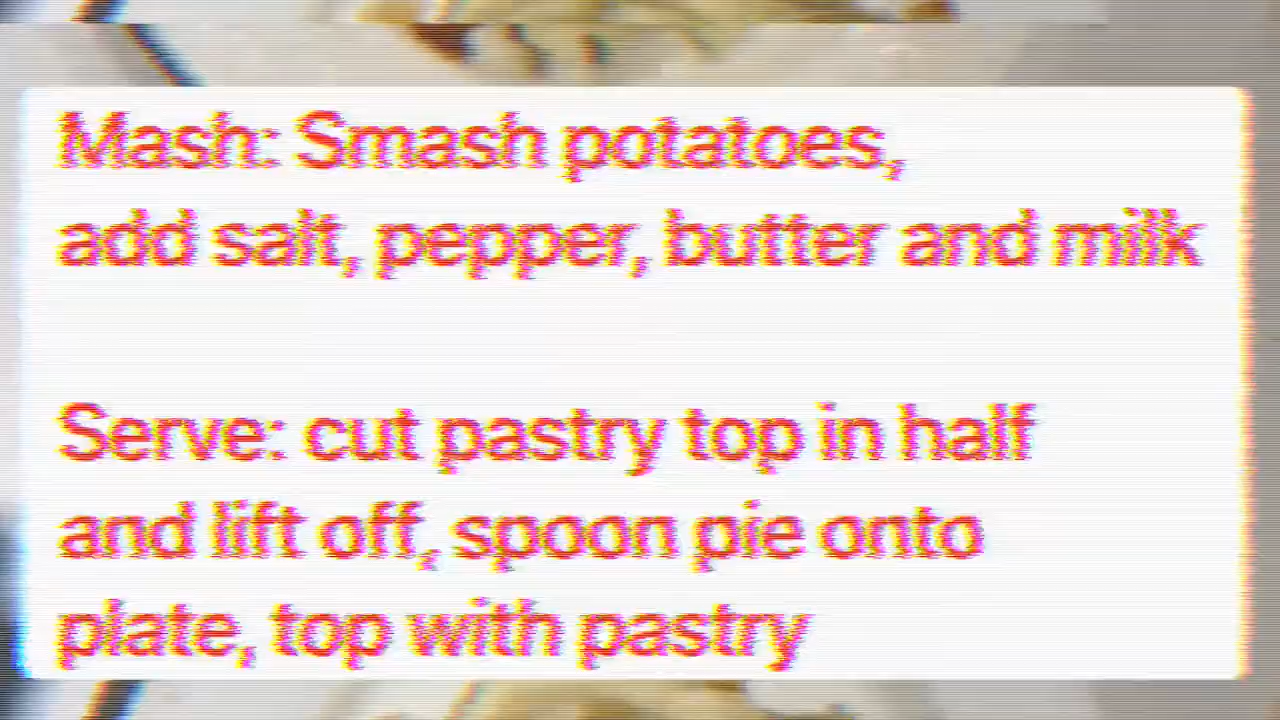 Mash: Smash potatoes,
add salt, pepper, butter and milk
Serve: cut pastry top in half
and lift off, spoon pie onto
plate, top with pastry